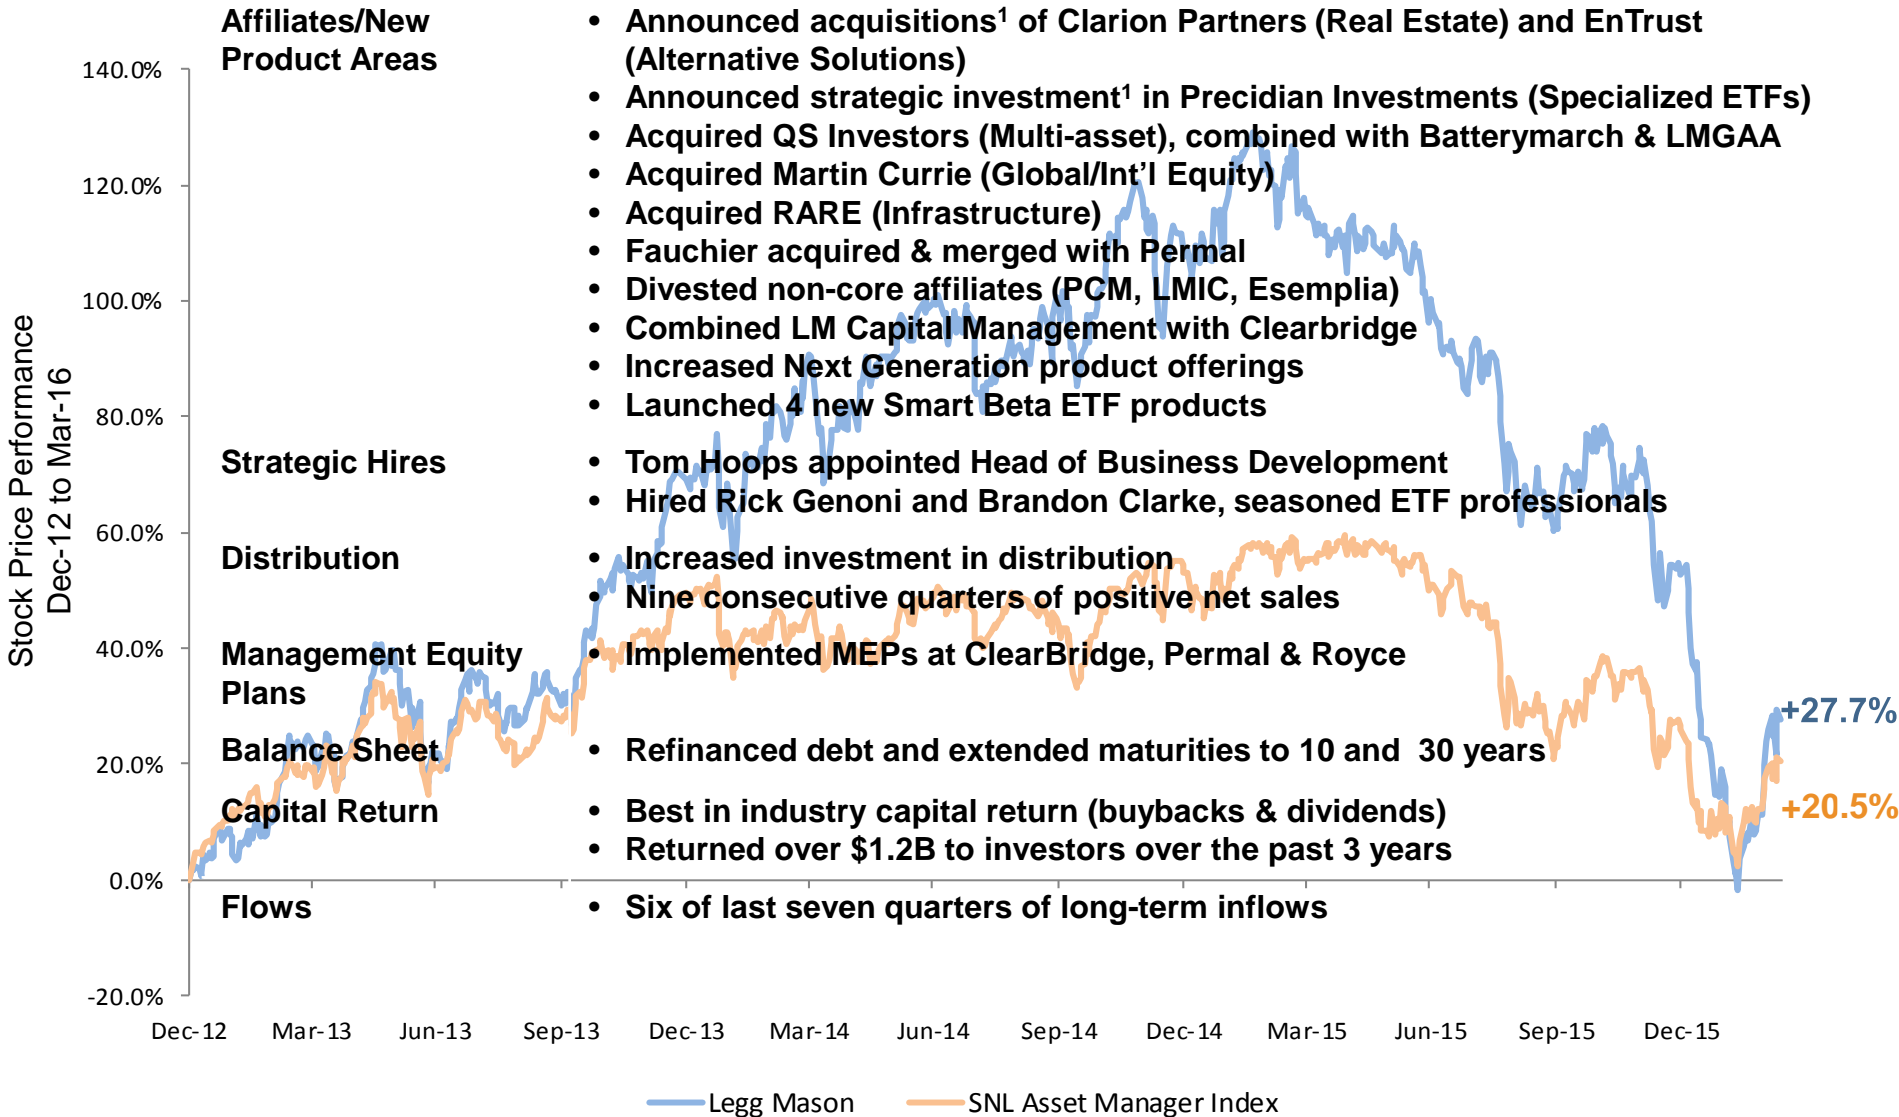 Affiliates/New
Product Areas
• Announced acquisitions¹ of Clarion Partners (Real Estate) and EnTrust
(Alternative Solutions)
• Announced strategic investment¹ in Precidian Investments (Specialized ETFs)
• Acquired QS Investors (Multi-asset), combined with Batterymarch & LMGAA
• Acquired Martin Currie (Global/Int’l Equity)
• Acquired RARE (Infrastructure)
• Fauchier acquired & merged with Permal
• Divested non-core affiliates (PCM, LMIC, Esemplia)
• Combined LM Capital Management with Clearbridge
• Increased Next Generation product offerings
• Launched 4 new Smart Beta ETF products
Strategic Hires
• Tom Hoops appointed Head of Business Development
• Hired Rick Genoni and Brandon Clarke, seasoned ETF professionals
Distribution
• Increased investment in distribution
• Nine consecutive quarters of positive net sales
Management Equity
Plans
• Implemented MEPs at ClearBridge, Permal & Royce
Balance Sheet
• Refinanced debt and extended maturities to 10 and  30 years
Capital Return
• Best in industry capital return (buybacks & dividends)
• Returned over $1.2B to investors over the past 3 years
Flows
• Six of last seven quarters of long-term inflows
Stock Price Performance
Dec-12 to Mar-16
140.0%
120.0%
100.0%
80.0%
60.0%
40.0%
20.0%
0.0%
-20.0%
+27.7%
+20.5%
Dec-12 Mar-13 Jun-13 Sep-13 Dec-13 Mar-14 Jun-14 Sep-14 Dec-14 Mar-15 Jun-15 Sep-15 Dec-15
Legg Mason SNL Asset Manager Index